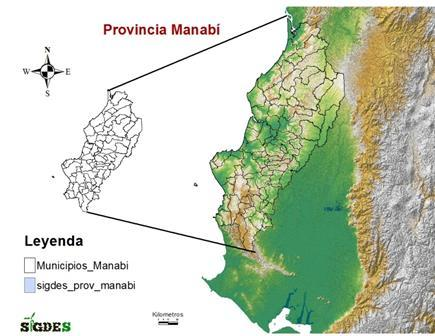 Provincia Manabí
N
W E
S
Leyenda
Municipios_Manabi
sigdes_prov_manabi
SIGDES
Kilometros